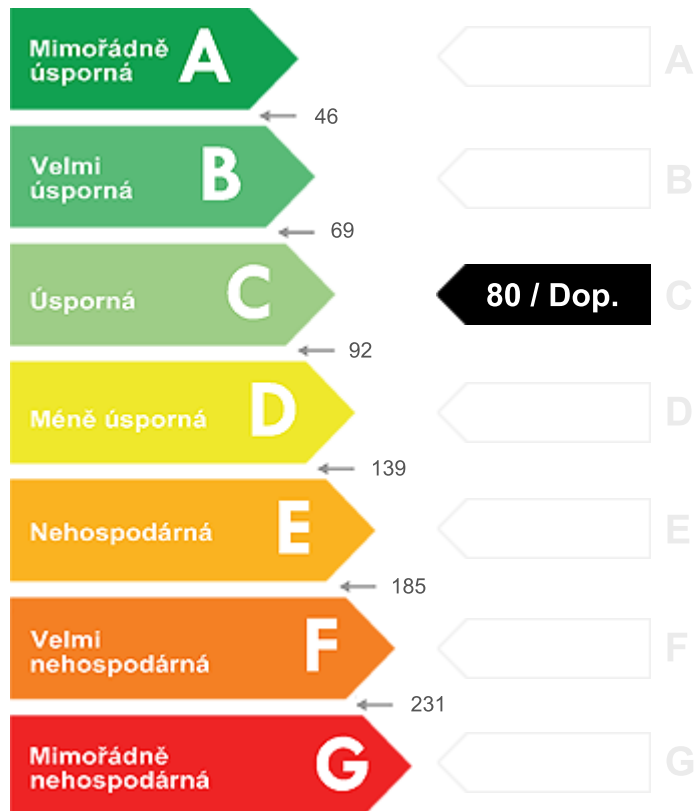 Mimořádně
úsporná
A
A
46
Velmi
úsporná
B
B
69
Úsporná
C
80 / Dop.
C
92
Méně úsporná
D
D
139
Nehospodárná
E
E
185
Velmi
nehospodárná
F
F
231
Mimořádně
nehospodárná
G
G